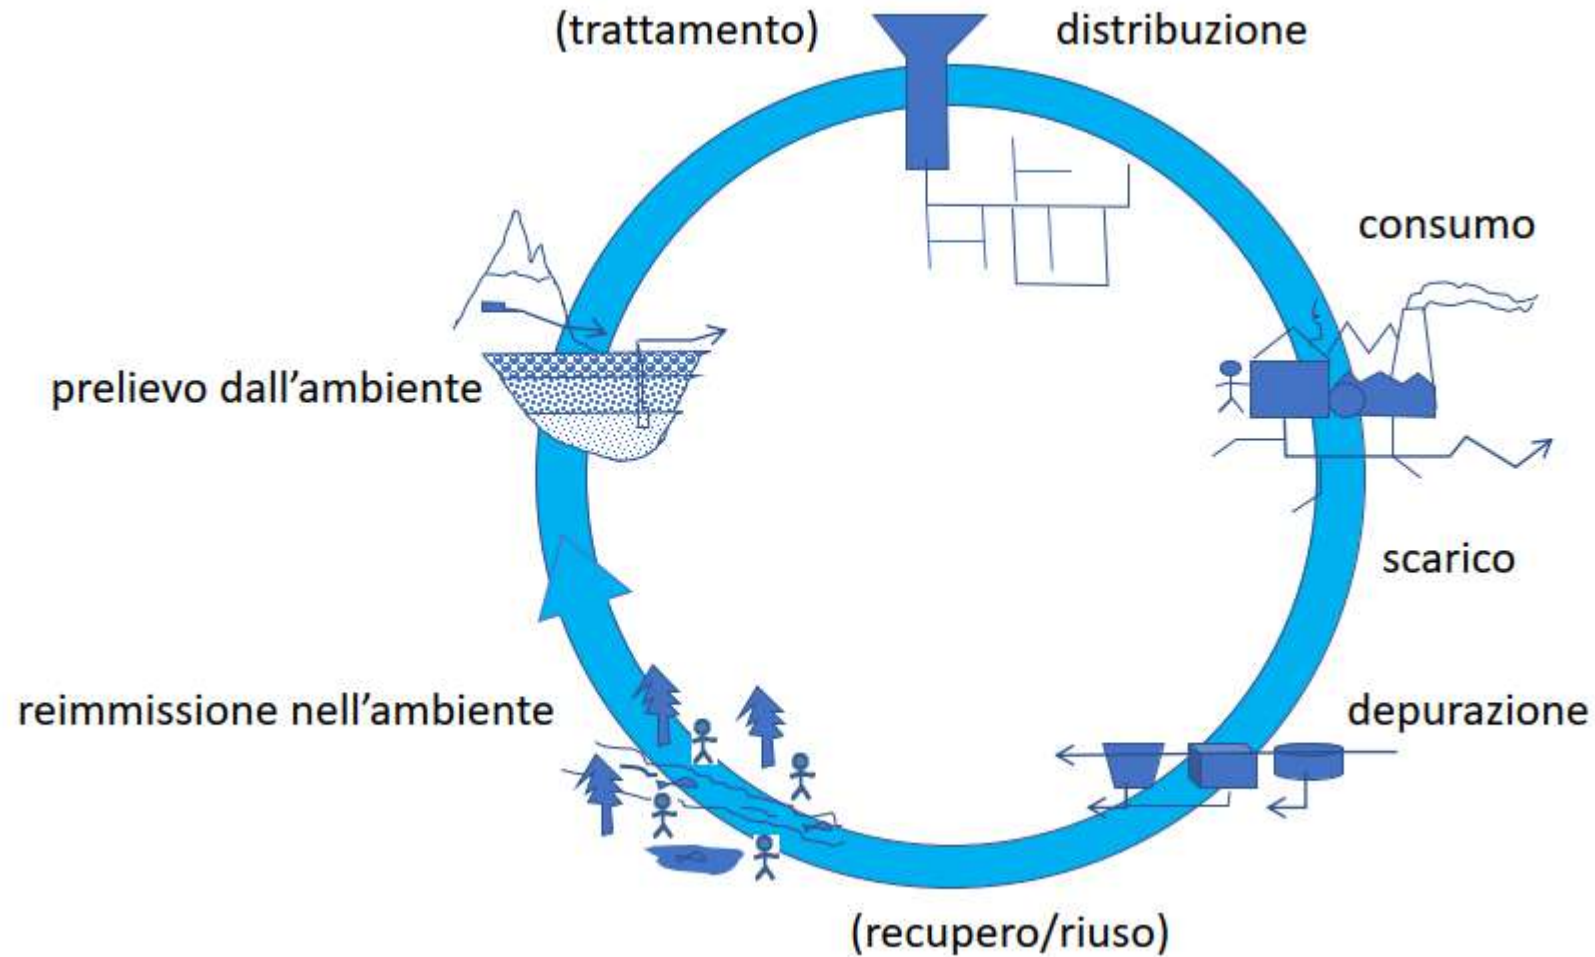 (trattamento)
distribuzione
consumo
prelievo dall’ambiente
scarico
reimmissione nell’ambiente
depurazione
(recupero/riuso)